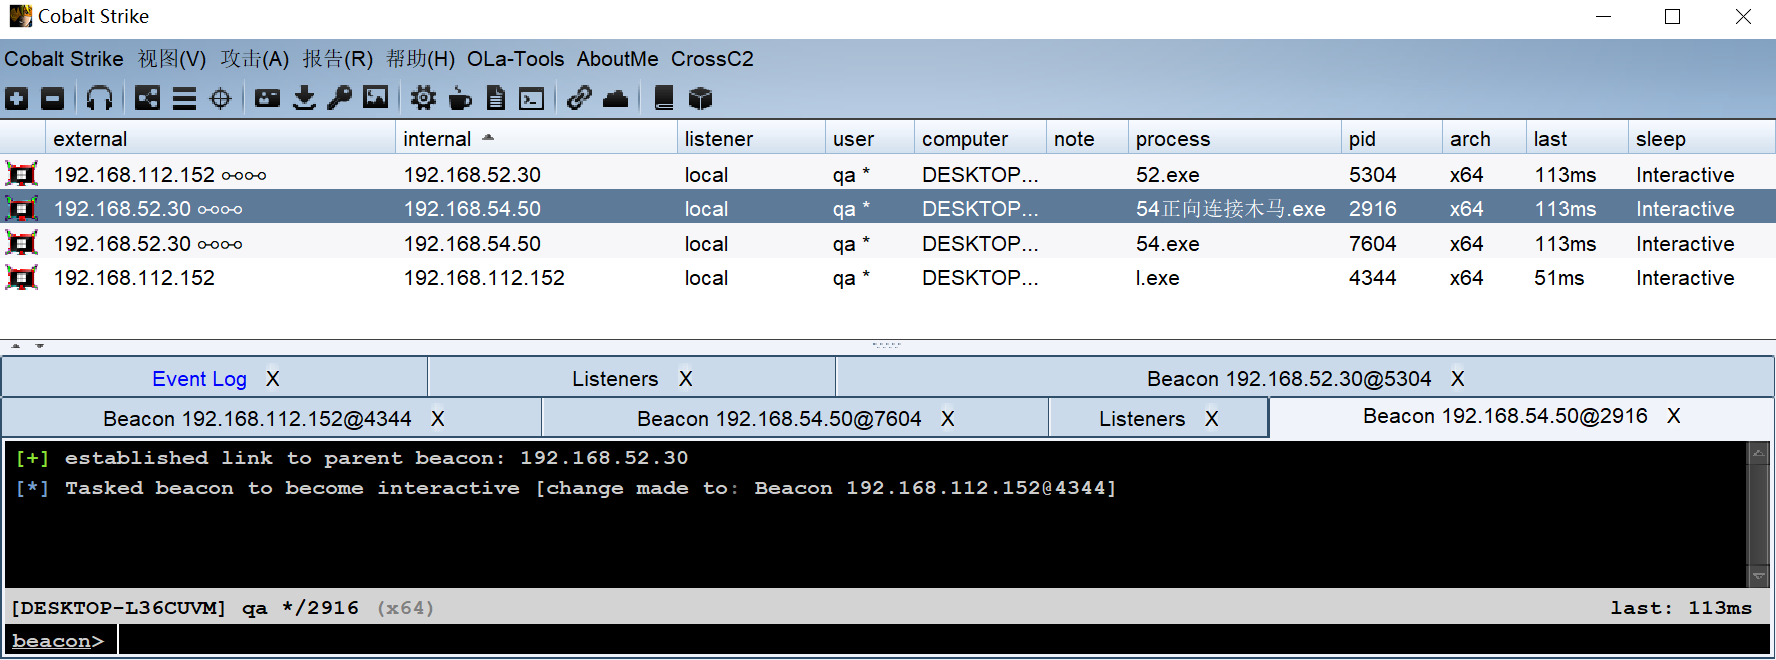 Cobalt Strike
Cobalt Strike 视图(V) 攻击(A) 报告(R) 帮助(H) OLa-Tools AboutMe CrossC2
external internal listener user computer note process pid arch last sleep
192.168.112.152 192.168.52.30 local qa * DESKTOP... 52.exe 5304 x64 113ms Interactive
192.168.52.30 192.168.54.50 local qa * DESKTOP... 54正向连接木马.exe 2916 x64 113ms Interactive
192.168.52.30 192.168.54.50 local qa * DESKTOP... 54.exe 7604 x64 113ms Interactive
192.168.112.152 192.168.112.152 local qa * DESKTOP... l.exe 4344 x64 51ms Interactive
Event Log X Listeners X Beacon 192.168.52.30@5304 X
Beacon 192.168.112.152@4344 X Beacon 192.168.54.50@7604 X Listeners X Beacon 192.168.54.50@2916 X
[+] established link to parent beacon: 192.168.52.30
[*] Tasked beacon to become interactive [change made to: Beacon 192.168.112.152@4344]
[DESKTOP-L36CUVM] qa */2916 (x64) last: 113ms
beacon>